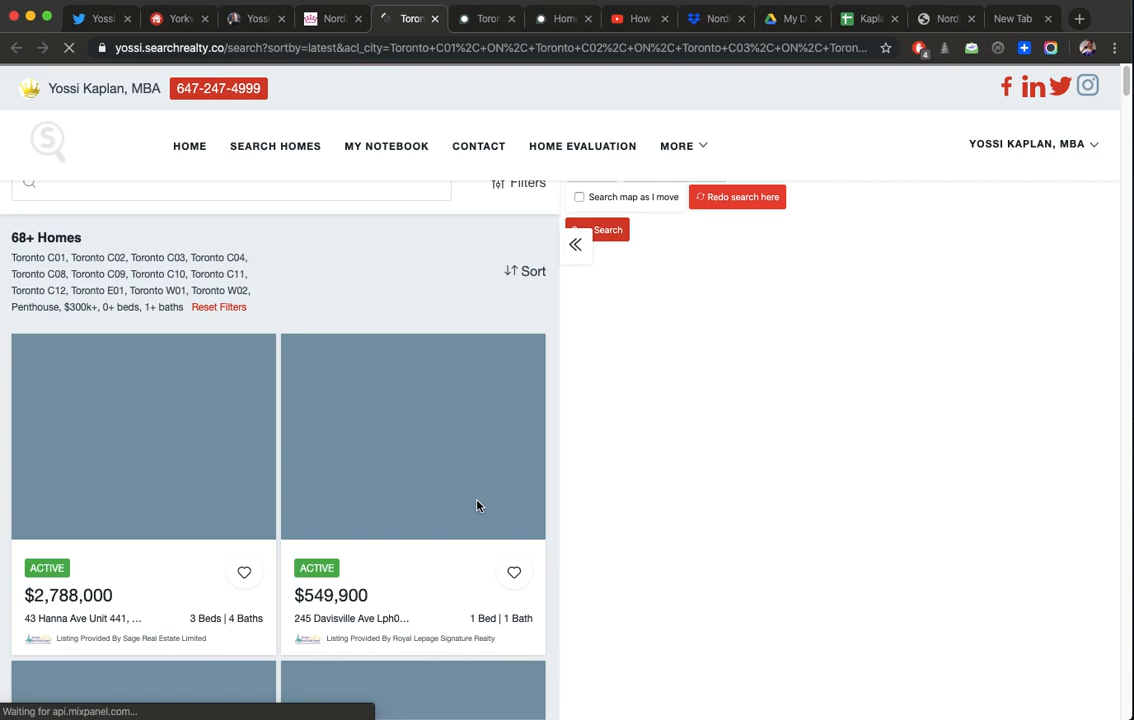 Yossi
Yorkv
Yossi
Nord
Toror
Toron
Home
How
Nord
My D
Kapla
Nord
New Tab
yossi.searchrealty.co/search?sortby=latest&acl_city=Toronto+C01%2C+ON%2C+Toronto+C02%2C+ON%2C+Toronto+C03%2C+ON%2C+Toron...
4
Yossi Kaplan, MBA 647-247-4999
HOME SEARCH HOMES MY NOTEBOOK CONTACT HOME EVALUATION MORE YOSSI KAPLAN, MBA
Filters
Search map as I move Redo search here
Search
68+ Homes
Toronto C01, Toronto C02, Toronto C03, Toronto C04,
Toronto C08, Toronto C09, Toronto C10, Toronto C11,
Toronto C12, Toronto E01, Toronto W01, Toronto W02,
Penthouse, $300k+, 0+ beds, 1+ baths Reset Filters
Sort
ACTIVE
$2,788,000
43 Hanna Ave Unit 441, ... 3 Beds | 4 Baths
Listing Provided By Sage Real Estate Limited
ACTIVE
$549,900
245 Davisville Ave Lph0... 1 Bed | 1 Bath
Listing Provided By Royal Lepage Signature Realty
Waiting for api.mixpanel.com...